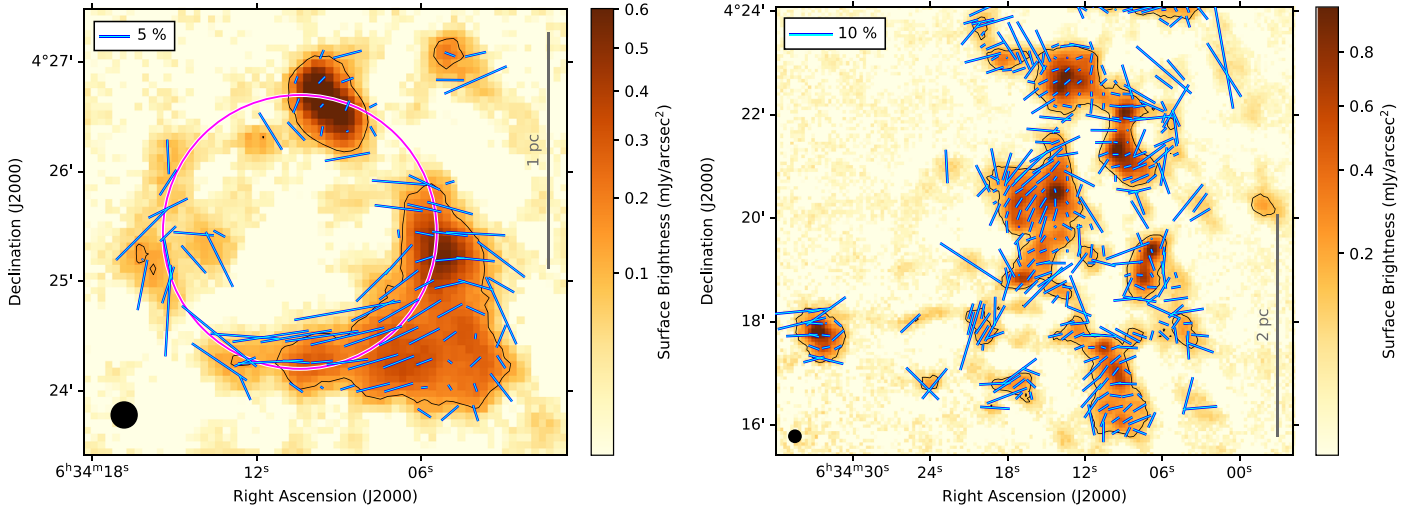 5 %
0.6
0.5
0.4
0.3
0.2
0.1
Surface Brightness (mJy/arcsec²)
1 pc
4°27'
26'
25'
24'
Declination (J2000)
6ʰ34ᵐ18ˢ
12ˢ
06ˢ
Right Ascension (J2000)
10 %
0.8
0.6
0.4
0.2
Surface Brightness (mJy/arcsec²)
2 pc
4°24'
22'
20'
18'
16'
Declination (J2000)
6ʰ34ᵐ30ˢ
24ˢ
18ˢ
12ˢ
06ˢ
00ˢ
Right Ascension (J2000)